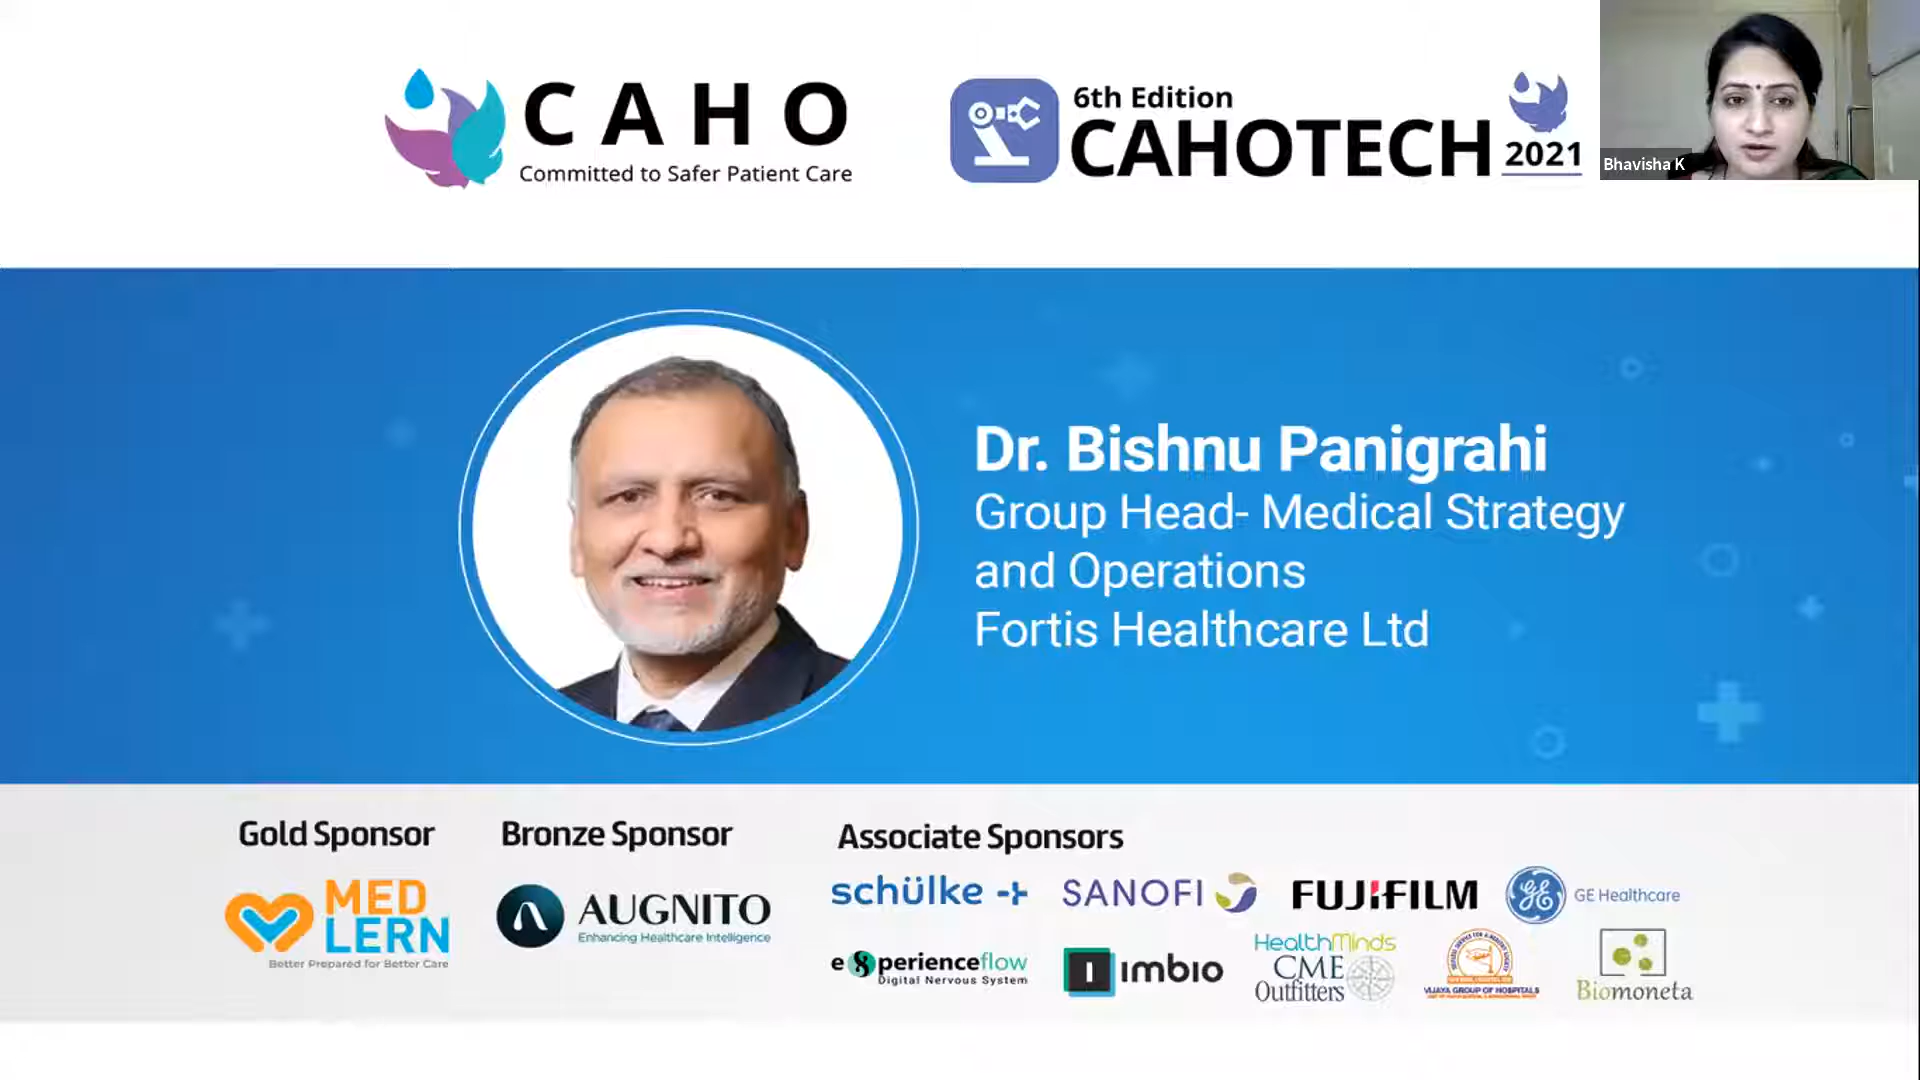 CAHO
Committed to Safer Patient Care
6th Edition
CAHOTECH
2021
Bhavisha K
Dr. Bishnu Panigrahi
Group Head- Medical Strategy
and Operations
Fortis Healthcare Ltd
Gold Sponsor
Bronze Sponsor
Associate Sponsors
MED
LERN
Better Prepared for Better Care
AUGNITO
Enhancing Healthcare Intelligence
schülke
SANOFI
FUJIFILM
GE
GE Healthcare
experienceflow
Digital Nervous System
imbio
HealthMinds
CME
Outfitters
VIJAYA GROUP OF HOSPITALS
Biomoneta